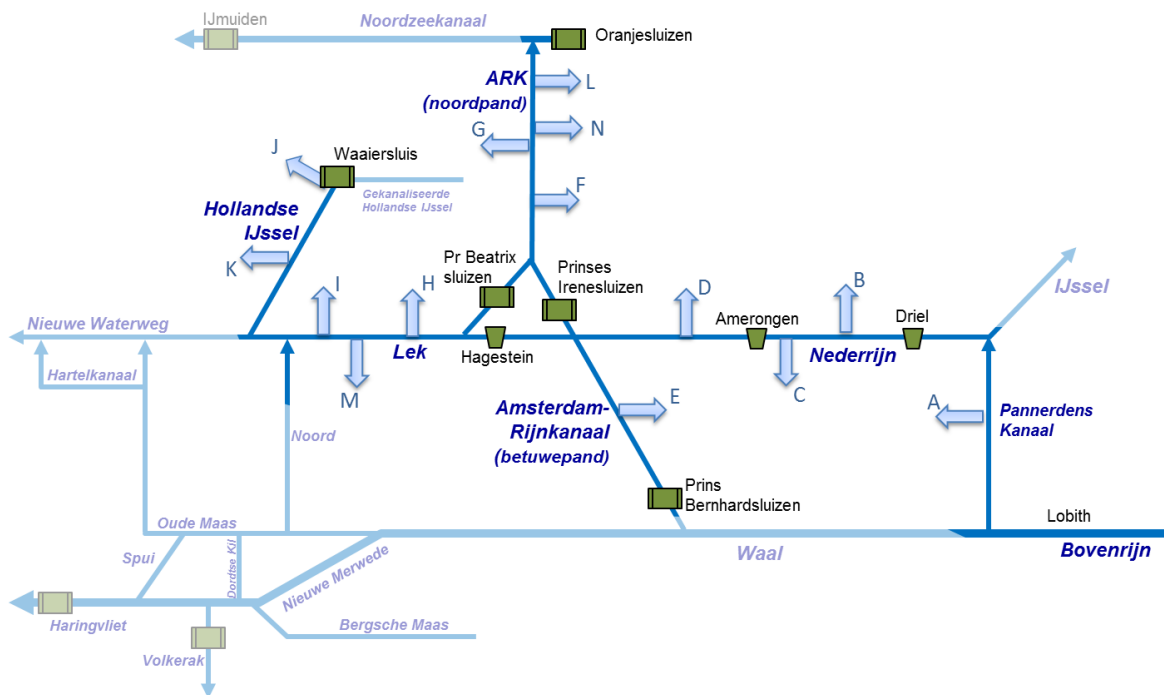 IJmuiden
Noordzeekanaal
Oranjesluizen
ARK
(noordpand)
L
G
N
J
Waaiersluis
Gekanaliseerde
Hollandse IJssel
F
Hollandse
IJssel
K
Pr Beatrix
sluizen
Prinses
Irenesluizen
I
H
D
B
IJssel
Nieuwe Waterweg
Amerongen
Driel
Lek
Hagestein
Nederrijn
Hartelkanaal
M
C
E
A
Amsterdam-
Rijnkanaal
(betuwepand)
Pannerdens
Kanaal
Noord
Prins
Bernhardsluizen
Oude Maas
Lobith
Waal
Bovenrijn
Spui
Dordtse Kil
Nieuwe Merwede
Haringvliet
Bergsche Maas
Volkerak